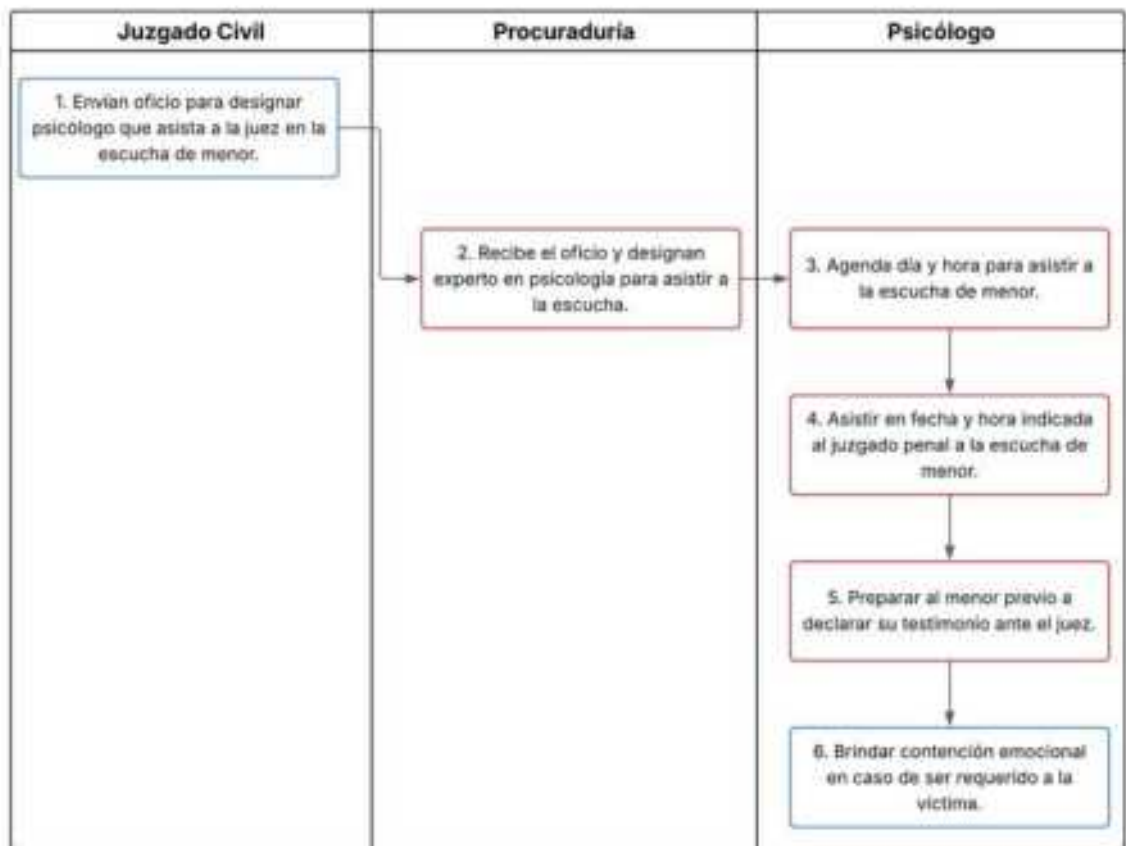 Juzgado Civil
Procuraduría
Psicólogo
1. Envían oficio para designar
psicólogo que asista a la juez en la
escucha de menor.
2. Recibe el oficio y designan
experto en psicología para asistir a
la escucha.
3. Agenda día y hora para asistir a
la escucha de menor.
4. Asistir en fecha y hora indicada
al juzgado penal a la escucha de
menor.
5. Preparar al menor previo a
declarar su testimonio ante el juez.
6. Brindar contención emocional
en caso de ser requerido a la
víctima.